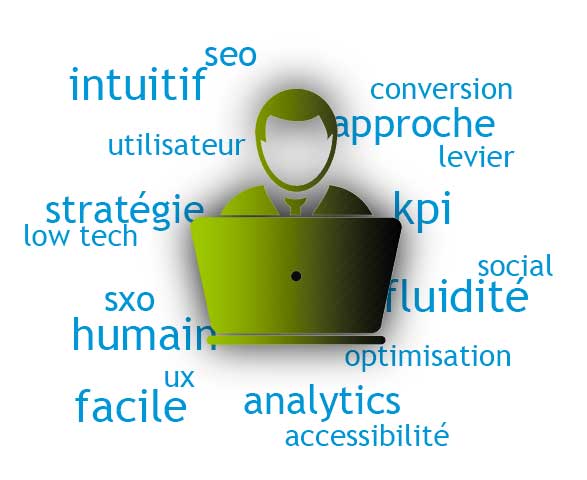 seo
intuitif
conversion
approche
utilisateur
levier
stratégie
kpi
low tech
social
sxo
fluidité
humain
optimisation
ux
facile
analytics
accessibilité